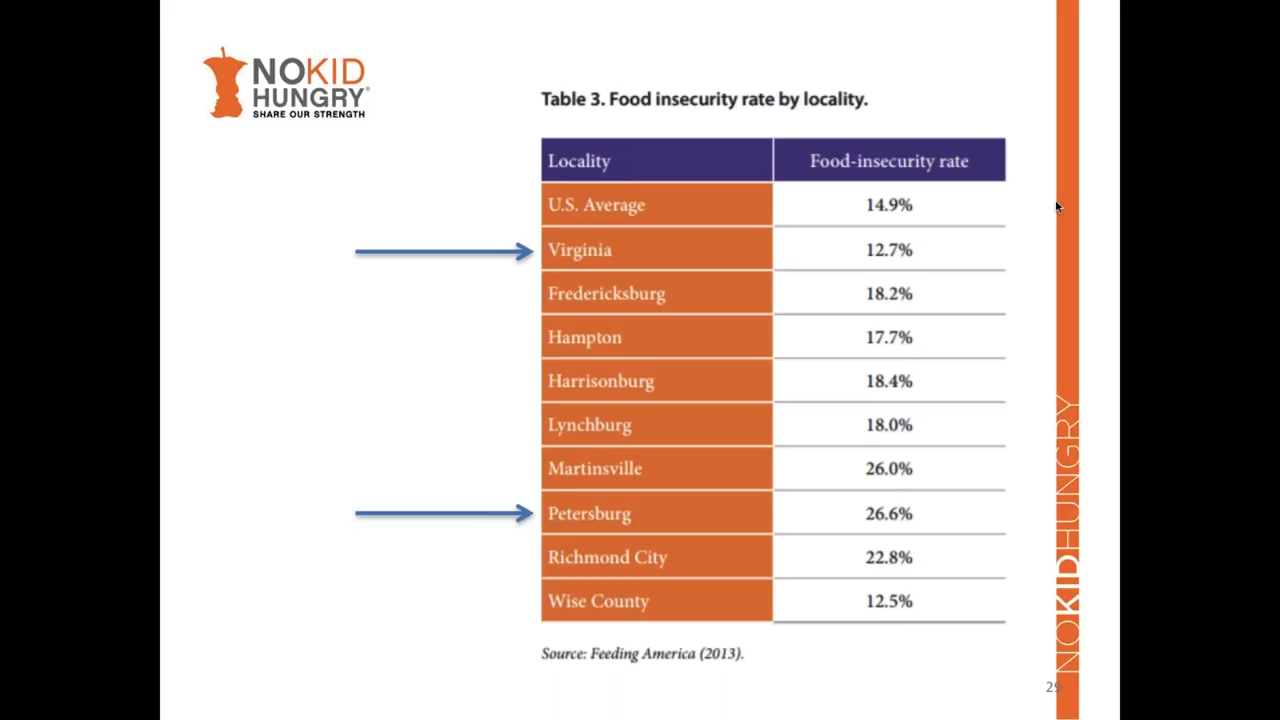 NOKID
HUNGRY®
SHARE OUR STRENGTH
Table 3. Food insecurity rate by locality.
Locality Food-insecurity rate
U.S. Average 14.9%
Virginia 12.7%
Fredericksburg 18.2%
Hampton 17.7%
Harrisonburg 18.4%
Lynchburg 18.0%
Martinsville 26.0%
Petersburg 26.6%
Richmond City 22.8%
Wise County 12.5%
Source: Feeding America (2013).
NOKIDHUNGRY